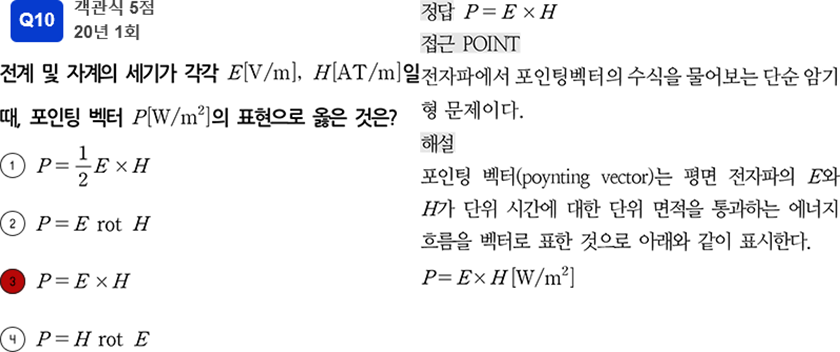 Q10
객관식 5점
20년 1회
전계 및 자계의 세기가 각각 E[V/m], H[AT/m]일
때, 포인팅 벡터 P[W/m²]의 표현으로 옳은 것은?
① P = 1/2 E × H
② P = E rot H
③ P = E × H
④ P = H rot E
정답 P = E × H
접근 POINT
전자파에서 포인팅벡터의 수식을 물어보는 단순 암기
형 문제이다.
해설
포인팅 벡터(poynting vector)는 평면 전자파의 E와
H가 단위 시간에 대한 단위 면적을 통과하는 에너지
흐름을 벡터로 표한 것으로 아래와 같이 표시한다.
P = E × H [W/m²]